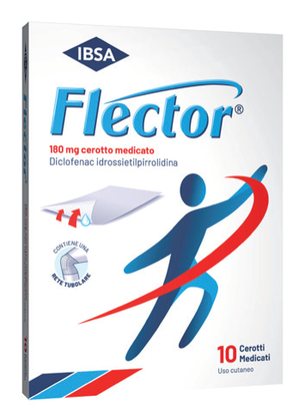 IBSA
Flector®
180 mg cerotto medicato
Diclofenac idrossietilpirrolidina
CONTIENE UNA
RETE TUBOLARE
10 Cerotti
Medicati
Uso cutaneo